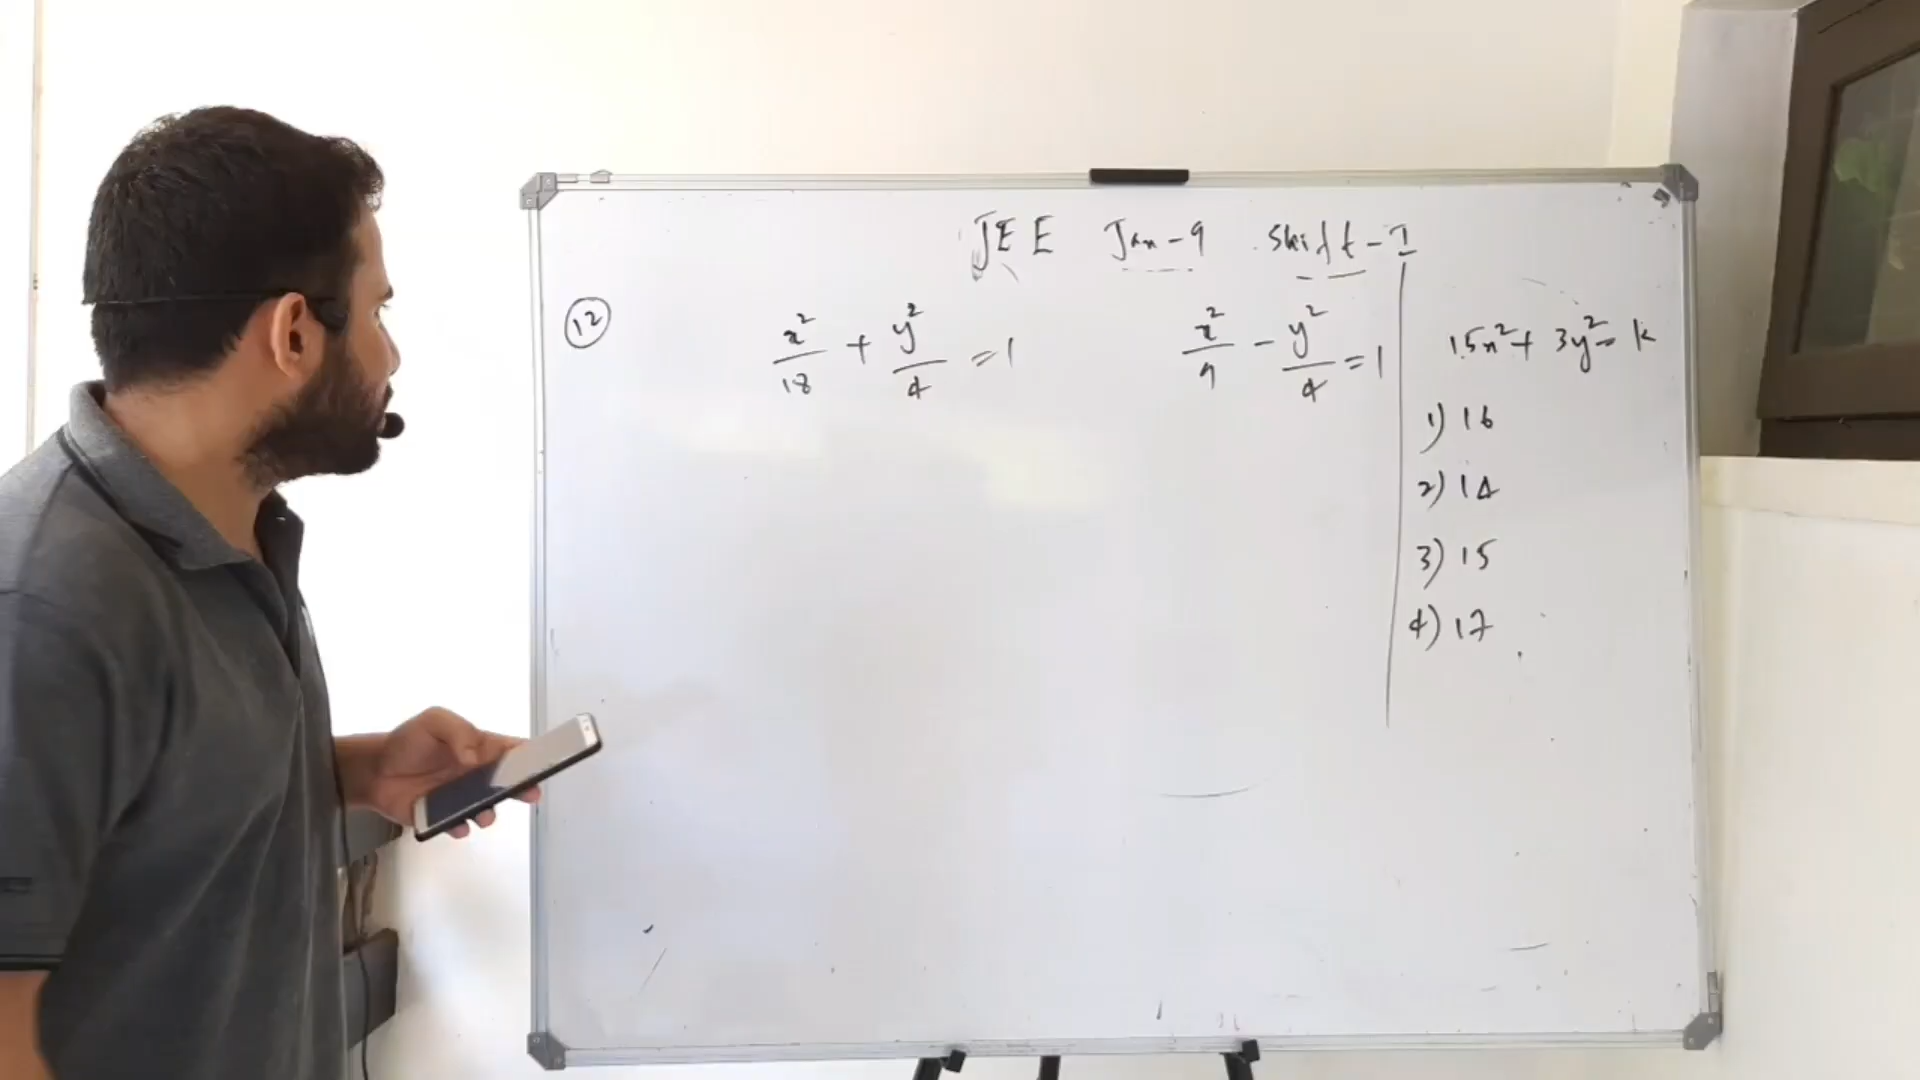 JEE Jan-9 Shift-I
12
x²/18 + y²/4 = 1
x²/9 - y²/4 = 1
15x² + 3y² = k
1) 16
2) 14
3) 15
4) 17